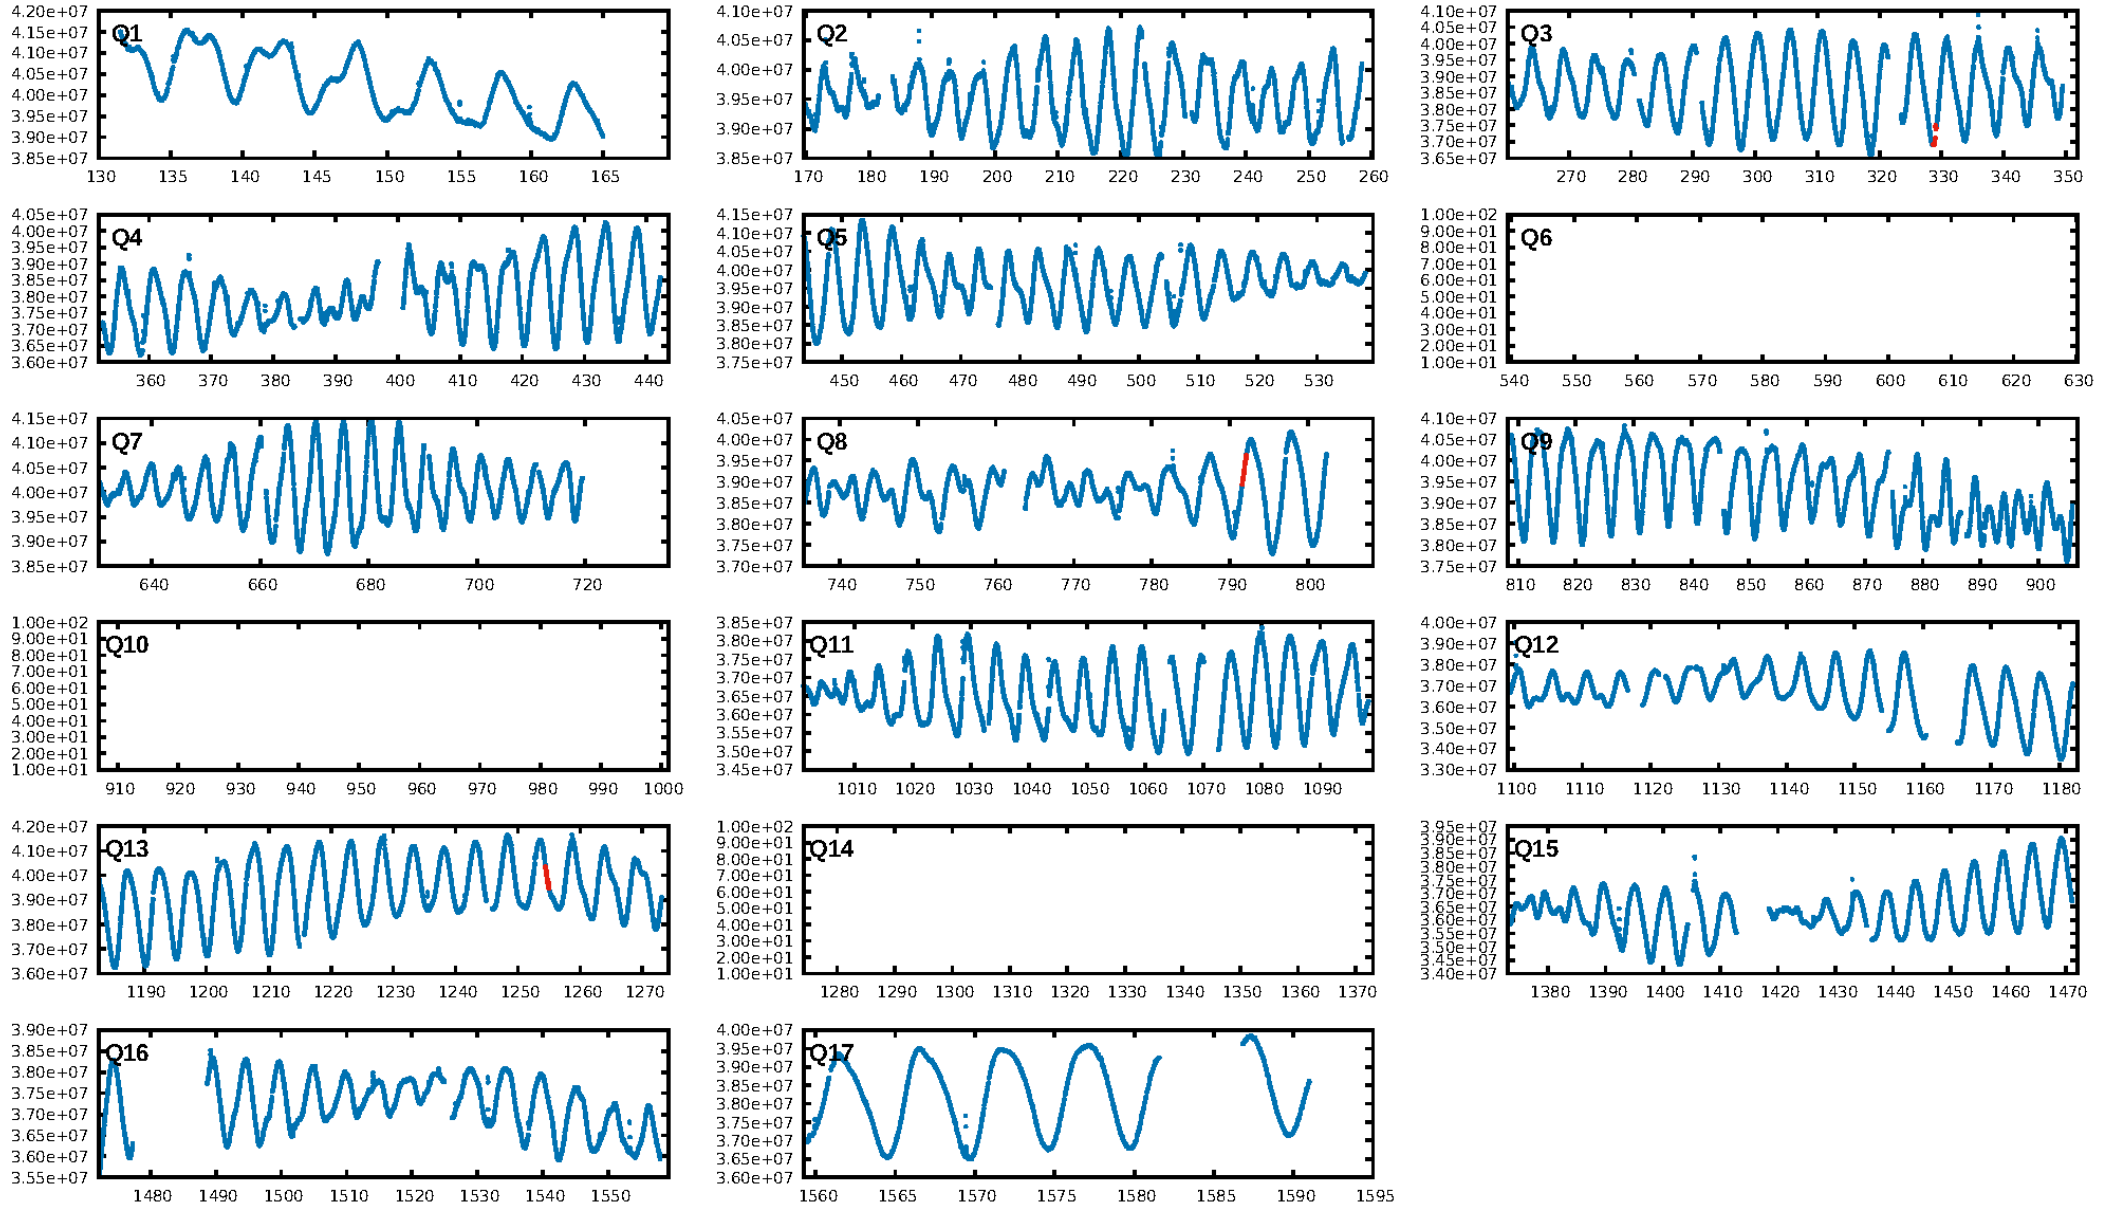 Q1
4.20e+07
4.15e+07
4.10e+07
4.05e+07
4.00e+07
3.95e+07
3.90e+07
3.85e+07
130 135 140 145 150 155 160 165
Q2
4.10e+07
4.05e+07
4.00e+07
3.95e+07
3.90e+07
3.85e+07
170 180 190 200 210 220 230 240 250 260
Q3
4.10e+07
4.05e+07
4.00e+07
3.95e+07
3.90e+07
3.85e+07
3.80e+07
3.75e+07
3.70e+07
3.65e+07
270 280 290 300 310 320 330 340 350
Q4
4.05e+07
4.00e+07
3.95e+07
3.90e+07
3.85e+07
3.80e+07
3.75e+07
3.70e+07
3.65e+07
3.60e+07
360 370 380 390 400 410 420 430 440
Q5
4.15e+07
4.10e+07
4.05e+07
4.00e+07
3.95e+07
3.90e+07
3.85e+07
3.80e+07
3.75e+07
450 460 470 480 490 500 510 520 530
Q6
1.00e+02
9.00e+01
8.00e+01
7.00e+01
6.00e+01
5.00e+01
4.00e+01
3.00e+01
2.00e+01
1.00e+01
540 550 560 570 580 590 600 610 620 630
Q7
4.15e+07
4.10e+07
4.05e+07
4.00e+07
3.95e+07
3.90e+07
3.85e+07
640 660 680 700 720
Q8
4.05e+07
4.00e+07
3.95e+07
3.90e+07
3.85e+07
3.80e+07
3.75e+07
3.70e+07
740 750 760 770 780 790 800
Q9
4.10e+07
4.05e+07
4.00e+07
3.95e+07
3.90e+07
3.85e+07
3.80e+07
3.75e+07
810 820 830 840 850 860 870 880 890 900
Q10
1.00e+02
9.00e+01
8.00e+01
7.00e+01
6.00e+01
5.00e+01
4.00e+01
3.00e+01
2.00e+01
1.00e+01
910 920 930 940 950 960 970 980 990 1000
Q11
3.85e+07
3.80e+07
3.75e+07
3.70e+07
3.65e+07
3.60e+07
3.55e+07
3.50e+07
3.45e+07
1010 1020 1030 1040 1050 1060 1070 1080 1090
Q12
4.00e+07
3.90e+07
3.80e+07
3.70e+07
3.60e+07
3.50e+07
3.40e+07
3.30e+07
1100 1110 1120 1130 1140 1150 1160 1170 1180
Q13
4.20e+07
4.10e+07
4.00e+07
3.90e+07
3.80e+07
3.70e+07
3.60e+07
1190 1200 1210 1220 1230 1240 1250 1260 1270
Q14
1.00e+02
9.00e+01
8.00e+01
7.00e+01
6.00e+01
5.00e+01
4.00e+01
3.00e+01
2.00e+01
1.00e+01
1280 1290 1300 1310 1320 1330 1340 1350 1360 1370
Q15
3.95e+07
3.90e+07
3.85e+07
3.80e+07
3.75e+07
3.70e+07
3.65e+07
3.60e+07
3.55e+07
3.50e+07
3.45e+07
3.40e+07
1380 1390 1400 1410 1420 1430 1440 1450 1460 1470
Q16
3.90e+07
3.85e+07
3.80e+07
3.75e+07
3.70e+07
3.65e+07
3.60e+07
3.55e+07
1480 1490 1500 1510 1520 1530 1540 1550
Q17
4.00e+07
3.95e+07
3.90e+07
3.85e+07
3.80e+07
3.75e+07
3.70e+07
3.65e+07
3.60e+07
1560 1565 1570 1575 1580 1585 1590 1595